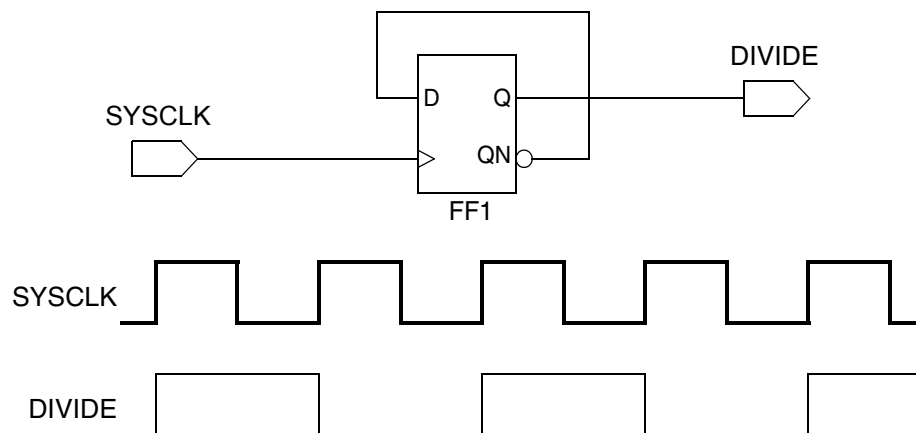 DIVIDE
D
Q
SYSCLK
QN
FF1
SYSCLK
DIVIDE